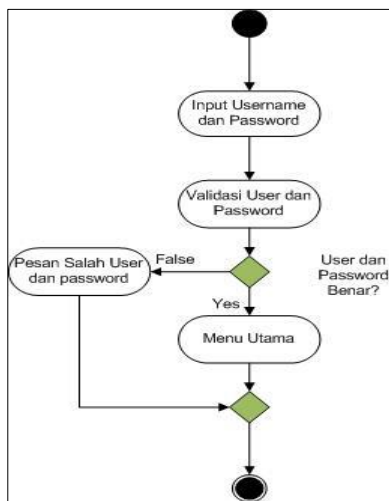 Input Username
dan Password
Validasi User dan
Password
Pesan Salah User
dan password
False
User dan
Password
Benar?
Yes
Menu Utama